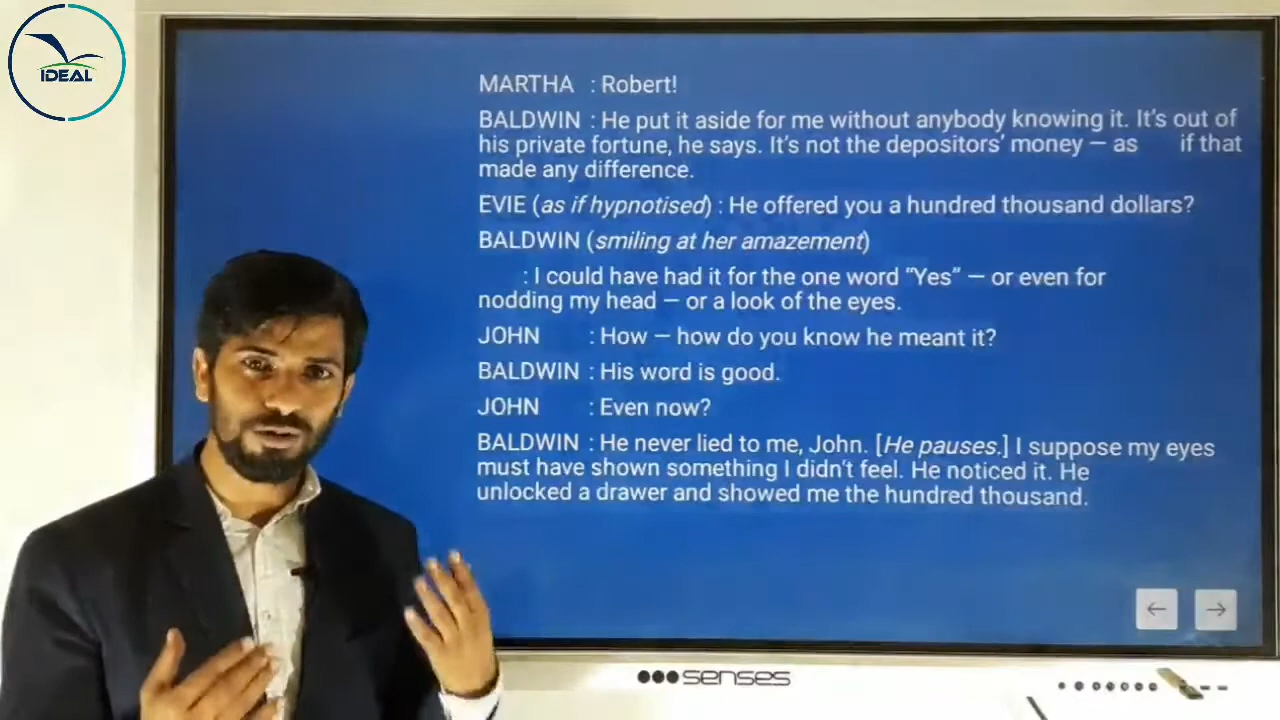 IDEAL
MARTHA : Robert!
BALDWIN : He put it aside for me without anybody knowing it. It's out of
his private fortune, he says. It's not the depositors' money — as if that
made any difference.
EVIE (as if hypnotised) : He offered you a hundred thousand dollars?
BALDWIN (smiling at her amazement)
: I could have had it for the one word “Yes” — or even for
nodding my head — or a look of the eyes.
JOHN : How — how do you know he meant it?
BALDWIN : His word is good.
JOHN : Even now?
BALDWIN : He never lied to me, John. [He pauses.] I suppose my eyes
must have shown something I didn't feel. He noticed it. He
unlocked a drawer and showed me the hundred thousand.
senses